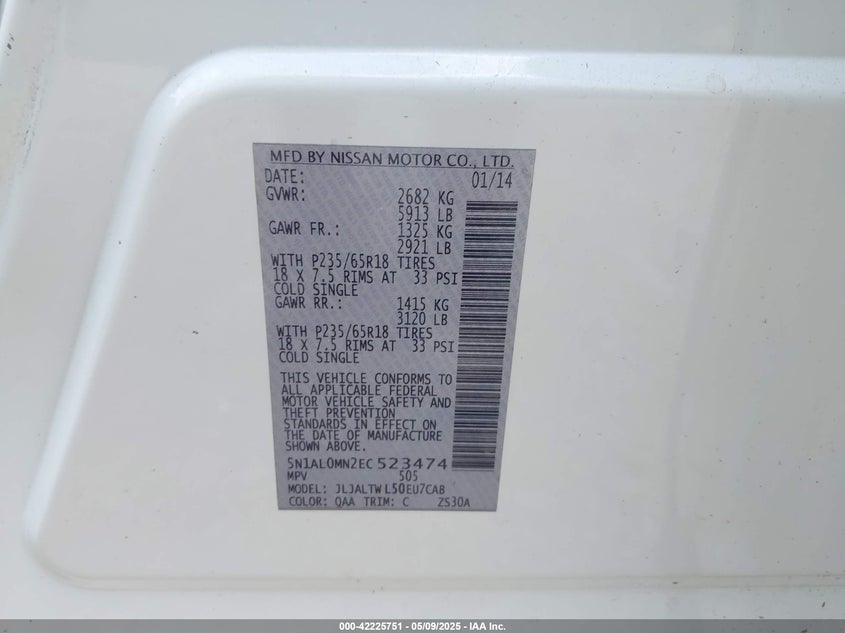 MFD BY NISSAN MOTOR CO., LTD.
DATE: 01/14
GVWR: 2682 KG
5913 LB
GAWR FR.: 1325 KG
2921 LB
WITH P235/65R18 TIRES
18 X 7.5 RIMS AT 33 PSI
COLD SINGLE
GAWR RR.: 1415 KG
3120 LB
WITH P235/65R18 TIRES
18 X 7.5 RIMS AT 33 PSI
COLD SINGLE
THIS VEHICLE CONFORMS TO
ALL APPLICABLE FEDERAL
MOTOR VEHICLE SAFETY AND
THEFT PREVENTION
STANDARDS IN EFFECT ON
THE DATE OF MANUFACTURE
SHOWN ABOVE.
5N1AL0MN2EC 523474
MPV 505
MODEL: JLJALTW L50EU7CAB
COLOR: QAA TRIM: C ZS30A
000-42225751 - 05/09/2025 - IAA Inc.